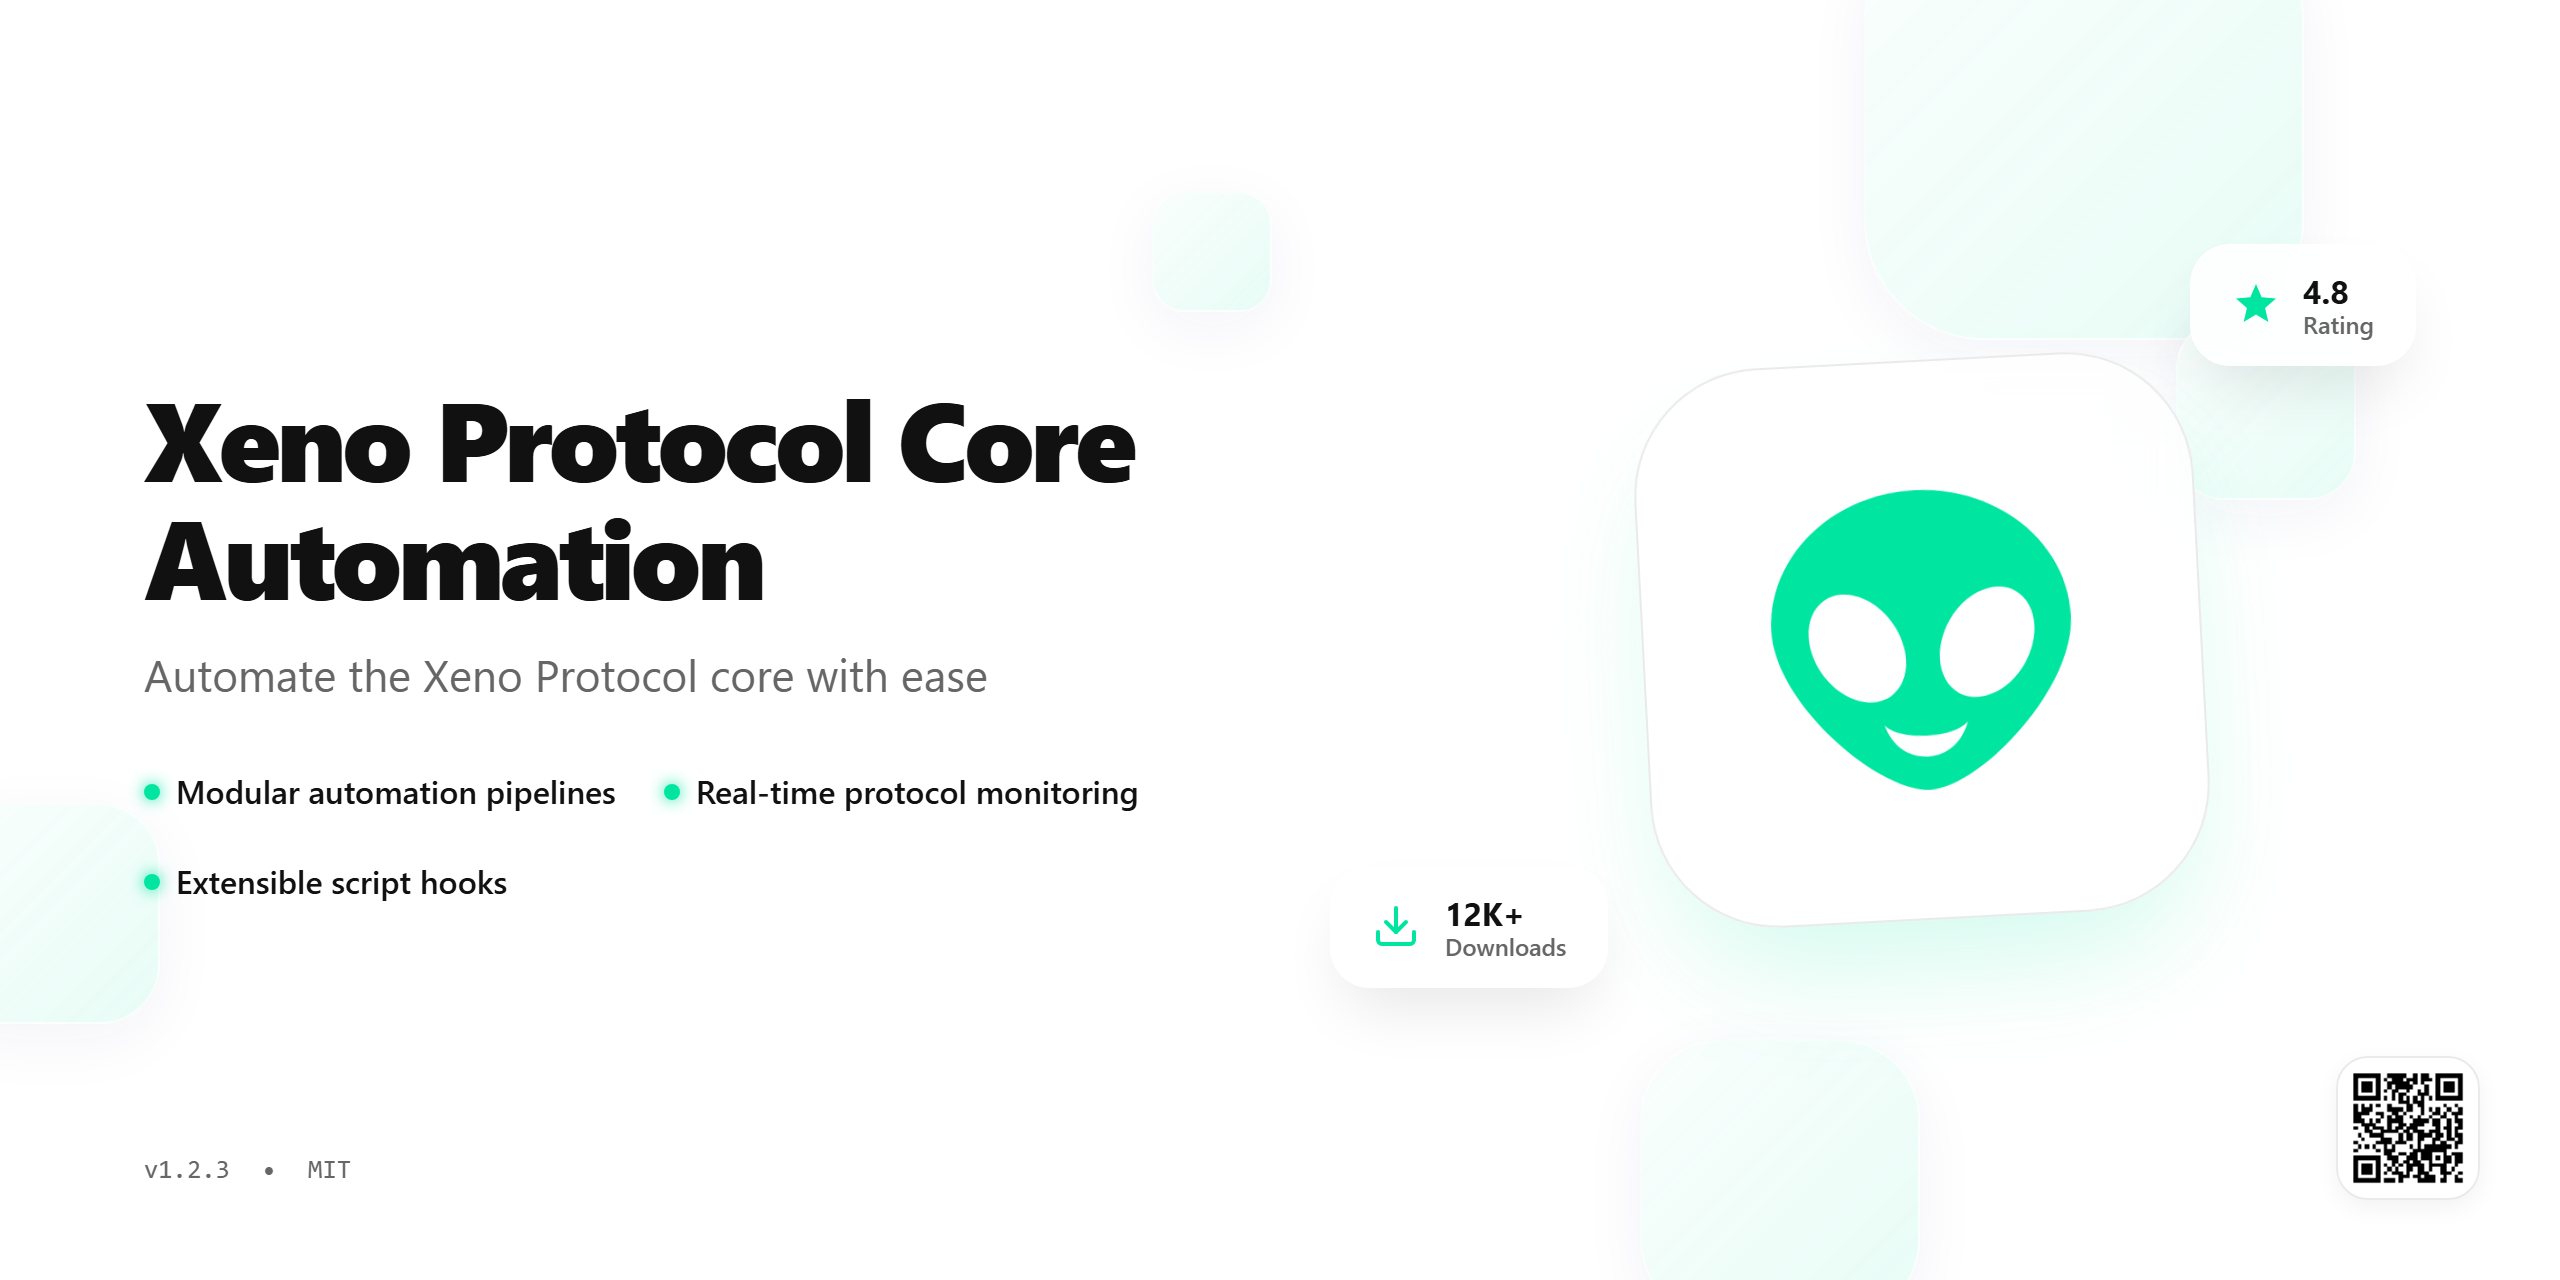 Xeno Protocol Core
Automation
Automate the Xeno Protocol core with ease
Modular automation pipelines
Real-time protocol monitoring
Extensible script hooks
v1.2.3 • MIT
4.8
Rating
12K+
Downloads